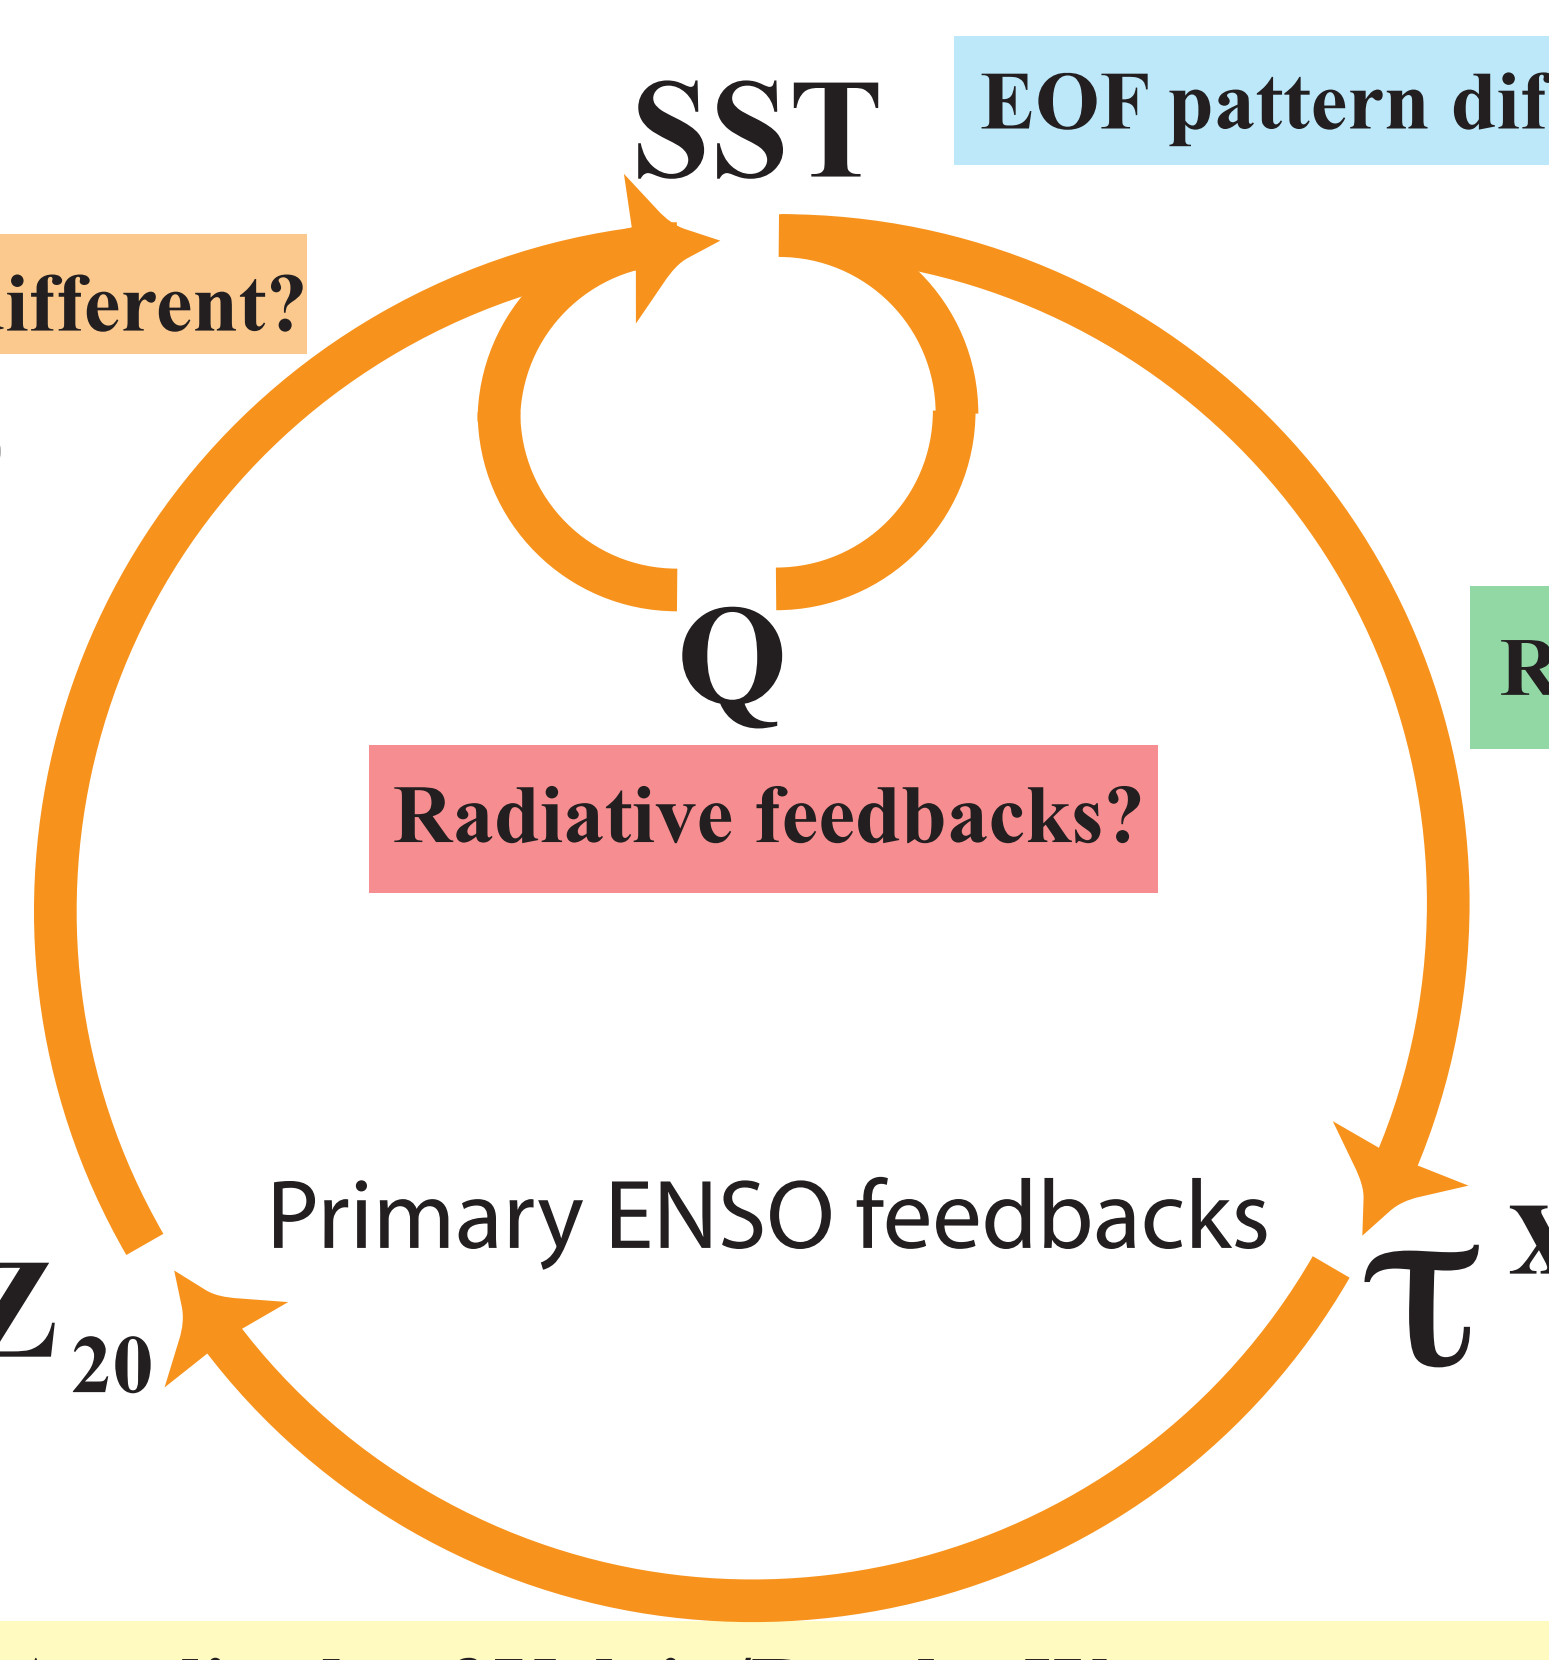 SST
EOF pattern dif
ifferent?
Q
R
Radiative feedbacks?
Primary ENSO feedbacks
τ x
Z20